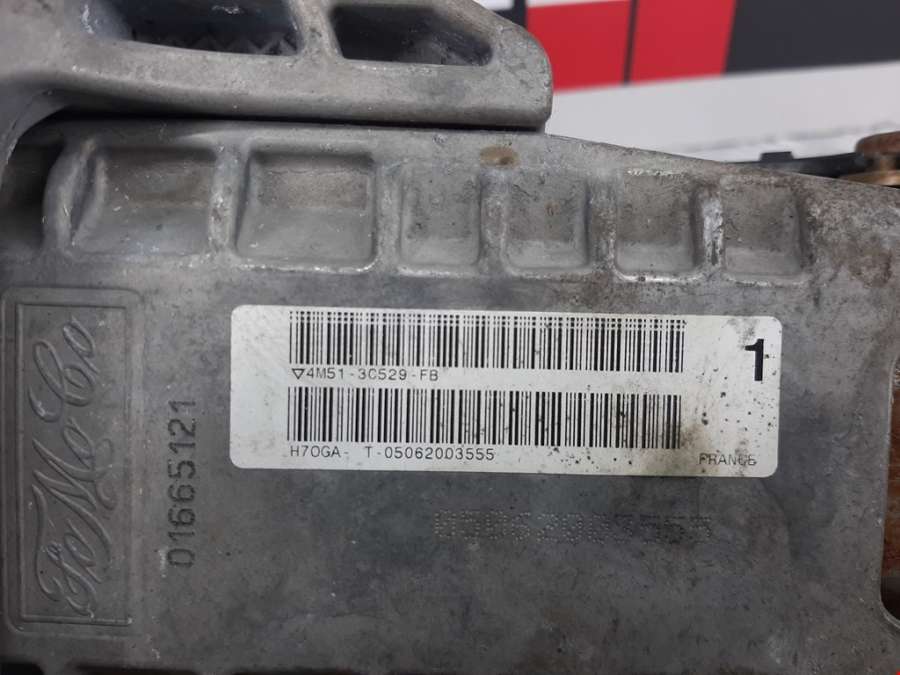 1
▽4M51-3C529-FB
H7OGA- T-05062003555
FRANCE
FoMoCo
01665121